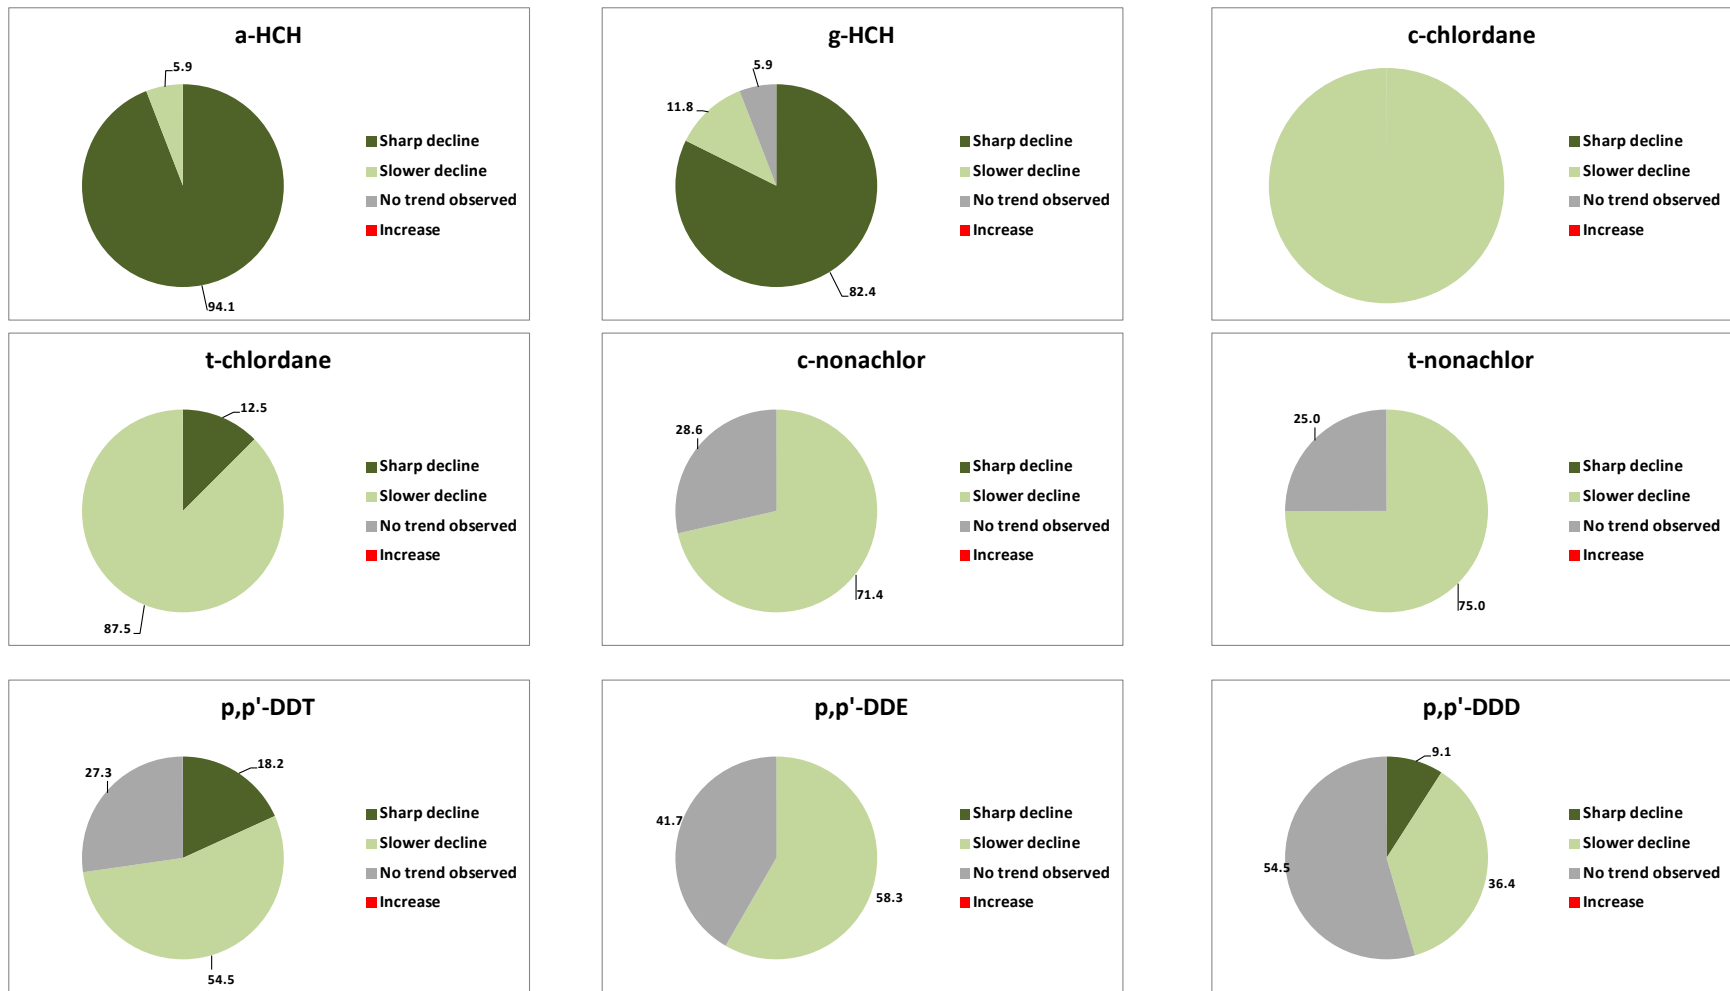 a-HCH
5.9
94.1
Sharp decline
Slower decline
No trend observed
Increase
g-HCH
5.9
11.8
82.4
Sharp decline
Slower decline
No trend observed
Increase
c-chlordane
Sharp decline
Slower decline
No trend observed
Increase
t-chlordane
12.5
87.5
Sharp decline
Slower decline
No trend observed
Increase
c-nonachlor
28.6
71.4
Sharp decline
Slower decline
No trend observed
Increase
t-nonachlor
25.0
75.0
Sharp decline
Slower decline
No trend observed
Increase
p,p'-DDT
18.2
27.3
54.5
Sharp decline
Slower decline
No trend observed
Increase
p,p'-DDE
41.7
58.3
Sharp decline
Slower decline
No trend observed
Increase
p,p'-DDD
9.1
54.5
36.4
Sharp decline
Slower decline
No trend observed
Increase